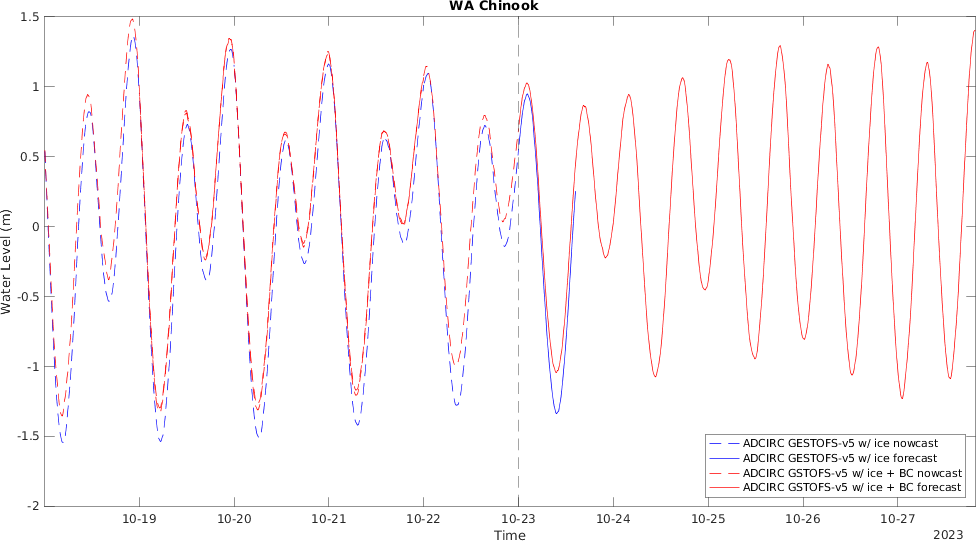 WA Chinook
1.5
1
0.5
0
-0.5
-1
-1.5
-2
Water Level (m)
10-19 10-20 10-21 10-22 10-23 10-24 10-25 10-26 10-27
Time
2023
ADCIRC GESTOFS-v5 w/ ice nowcast
ADCIRC GESTOFS-v5 w/ ice forecast
ADCIRC GSTOFS-v5 w/ ice + BC nowcast
ADCIRC GSTOFS-v5 w/ ice + BC forecast